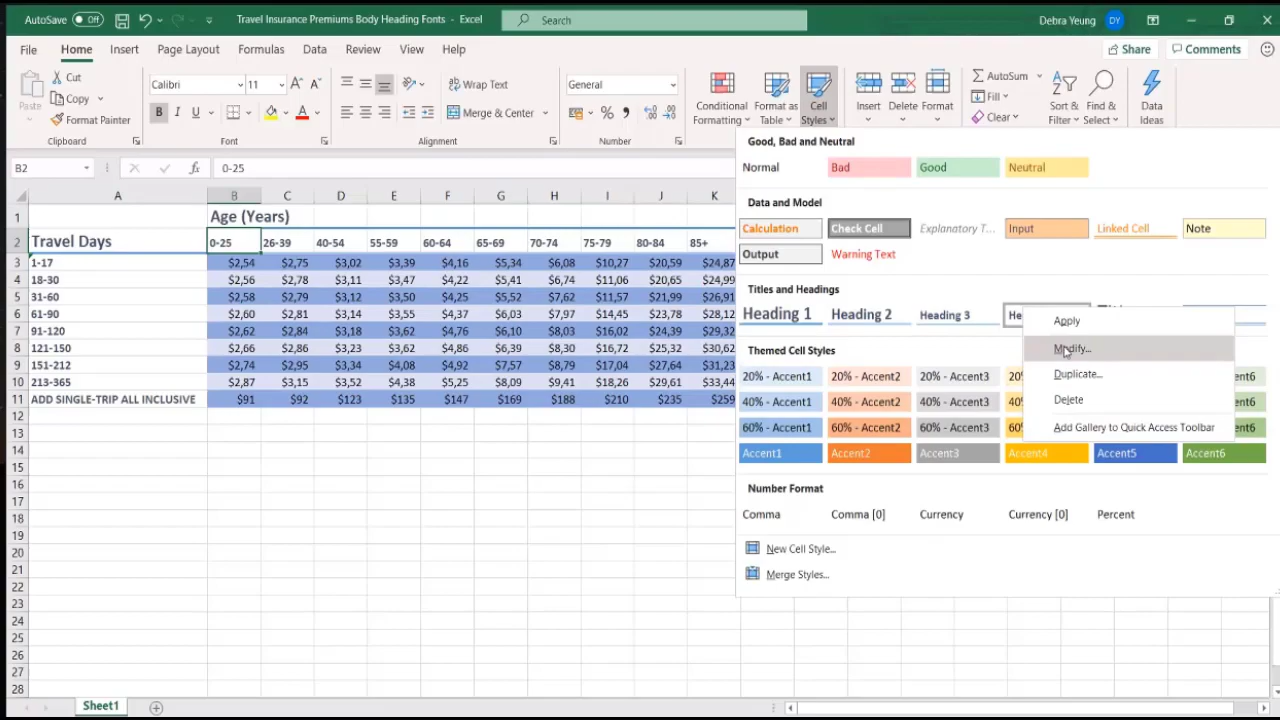 AutoSave Off Travel Insurance Premiums Body Heading Fonts - Excel Search Debra Yeung DY
File Home Insert Page Layout Formulas Data Review View Help Share Comments
Paste Cut Copy Format Painter
Clipboard
Calibri 11
B I U
Font
Wrap Text
Merge & Center
Alignment
General
Number
Conditional Formatting Format as Table Cell Styles Insert Delete Format
AutoSum Fill Clear
Sort & Filter Find & Select Data Ideas
B2 fx 0-25
A B C D E F G H I J K
1 Age (Years)
2 Travel Days 0-25 26-39 40-54 55-59 60-64 65-69 70-74 75-79 80-84 85+
3 1-17 $2,54 $2,75 $3,02 $3,39 $4,16 $5,34 $6,08 $10,27 $20,59 $24,87
4 18-30 $2,56 $2,78 $3,11 $3,47 $4,22 $5,41 $6,74 $11,06 $20,65 $24,99
5 31-60 $2,58 $2,79 $3,12 $3,50 $4,25 $5,52 $7,62 $11,57 $21,99 $26,91
6 61-90 $2,60 $2,81 $3,14 $3,55 $4,37 $6,03 $7,97 $14,45 $23,78 $28,12
7 91-120 $2,62 $2,84 $3,18 $3,62 $4,76 $6,10 $8,03 $16,02 $24,39 $29,32
8 121-150 $2,66 $2,86 $3,23 $3,62 $4,86 $6,39 $8,30 $16,72 $25,32 $30,62
9 151-212 $2,74 $2,95 $3,34 $3,81 $4,92 $7,57 $8,79 $17,04 $27,64 $31,23
10 213-365 $2,87 $3,15 $3,52 $4,38 $5,25 $8,09 $9,41 $18,26 $29,61 $33,44
11 ADD SINGLE-TRIP ALL INCLUSIVE $91 $92 $123 $135 $147 $169 $188 $210 $235 $259
12
13
14
15
16
17
18
19
20
21
22
23
24
25
26
27
28
Good, Bad and Neutral
Normal Bad Good Neutral
Data and Model
Calculation Check Cell Explanatory T... Input Linked Cell Note
Output Warning Text
Titles and Headings
Heading 1 Heading 2 Heading 3 He
Apply
Modify...
Duplicate...
Delete
Add Gallery to Quick Access Toolbar
Themed Cell Styles
20% - Accent1 20% - Accent2 20% - Accent3 20% ent6
40% - Accent1 40% - Accent2 40% - Accent3 40% ent6
60% - Accent1 60% - Accent2 60% - Accent3 60% ent6
Accent1 Accent2 Accent3 Accent4 Accent5 Accent6
Number Format
Comma Comma [0] Currency Currency [0] Percent
New Cell Style...
Merge Styles...
Sheet1